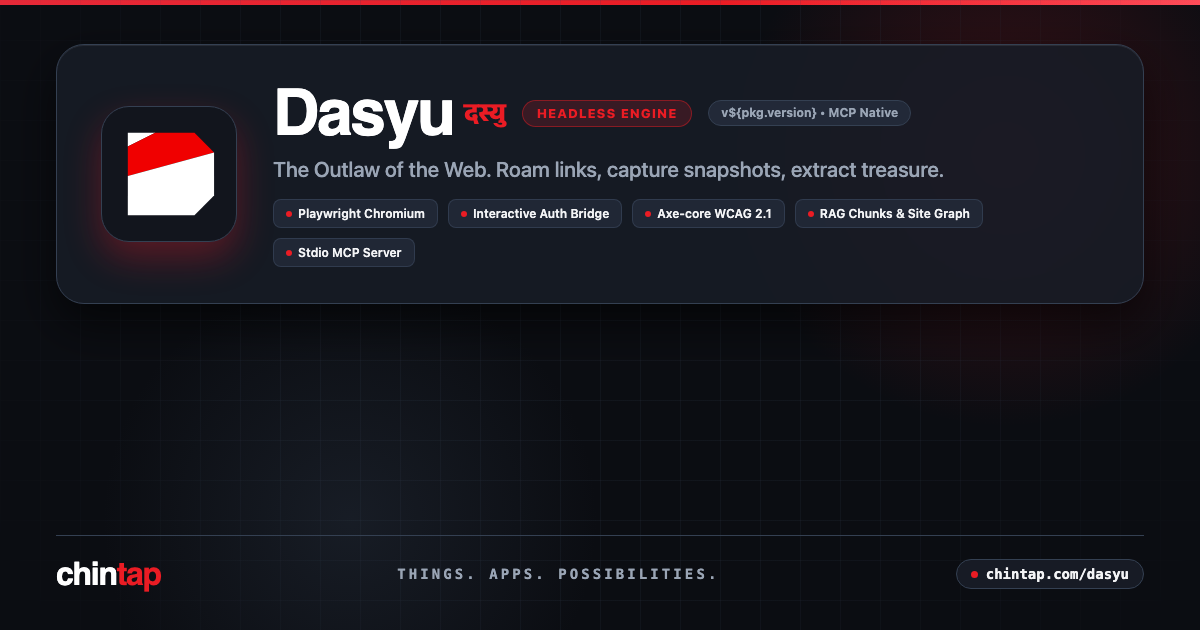 Dasyu दस्यु HEADLESS ENGINE v${pkg.version} • MCP Native
The Outlaw of the Web. Roam links, capture snapshots, extract treasure.
Playwright Chromium Interactive Auth Bridge Axe-core WCAG 2.1 RAG Chunks & Site Graph
Stdio MCP Server
chintap THINGS. APPS. POSSIBILITIES. chintap.com/dasyu